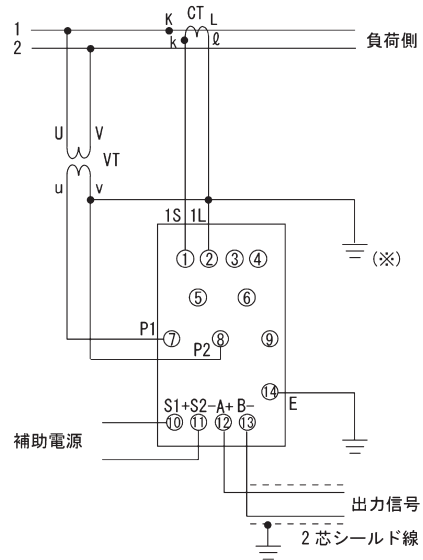 K CT L
1
2
k ℓ
負荷側
U V
VT
u v
1S 1L
① ② ③ ④
(※)
⑤ ⑥
P1 ⑦ ⑧ ⑨
P2
⑭
E
S1+ S2- A+ B-
⑩ ⑪ ⑫ ⑬
補助電源
出力信号
2芯シールド線